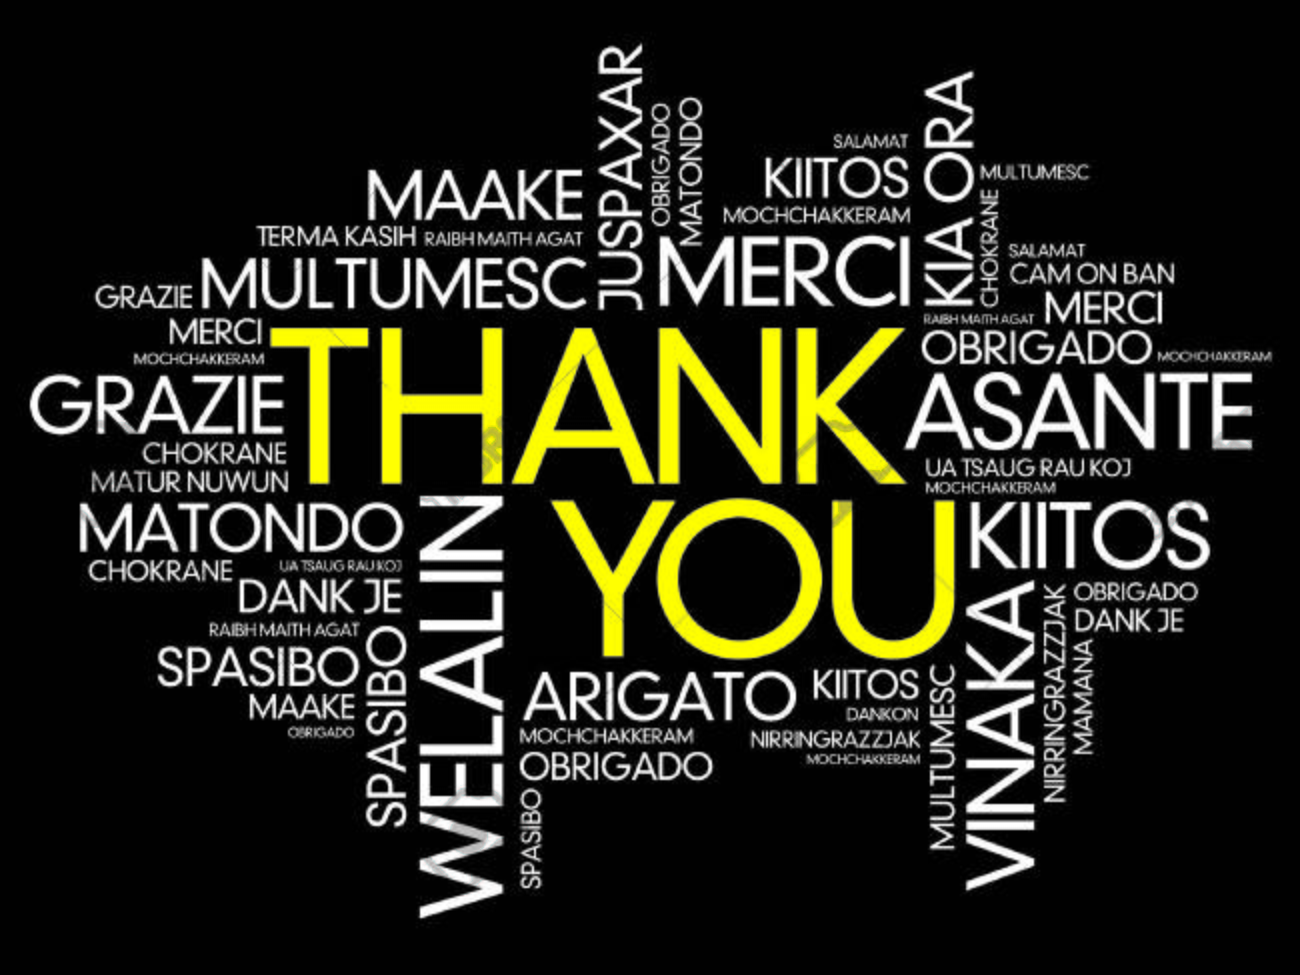 JUSPAXAR
OBRIGADO
MATONDO
KIA ORA
SALAMAT
KIITOS
MULTUMESC
MAAKE
MOCHCHAKKERAM
CHOKRANE
TERMA KASIH
RAIBH MAITH AGAT
MERCI
SALAMAT
CAM ON BAN
GRAZIE
MULTUMESC
MERCI
RAIBH MAITH AGAT
MERCI
THANK
OBRIGADO
MOCHCHAKKERAM
MOCHCHAKKERAM
GRAZIE
ASANTE
CHOKRANE
UA TSAUG RAU KOJ
MATUR NUWUN
MOCHCHAKKERAM
MATONDO
WELALIN
YOU
KIITOS
CHOKRANE
UA TSAUG RAU KOJ
DANK JE
VINAKA
NIRRINGRAZZJAK
OBRIGADO
DANK JE
RAIBH MAITH AGAT
SPASIBO
SPASIBO
MAMANA
ARIGATO
KIITOS
MULTUMESC
MAAKE
DANKON
OBRIGADO
MOCHCHAKKERAM
NIRRINGRAZZJAK
OBRIGADO
MOCHCHAKKERAM
SPASIBO